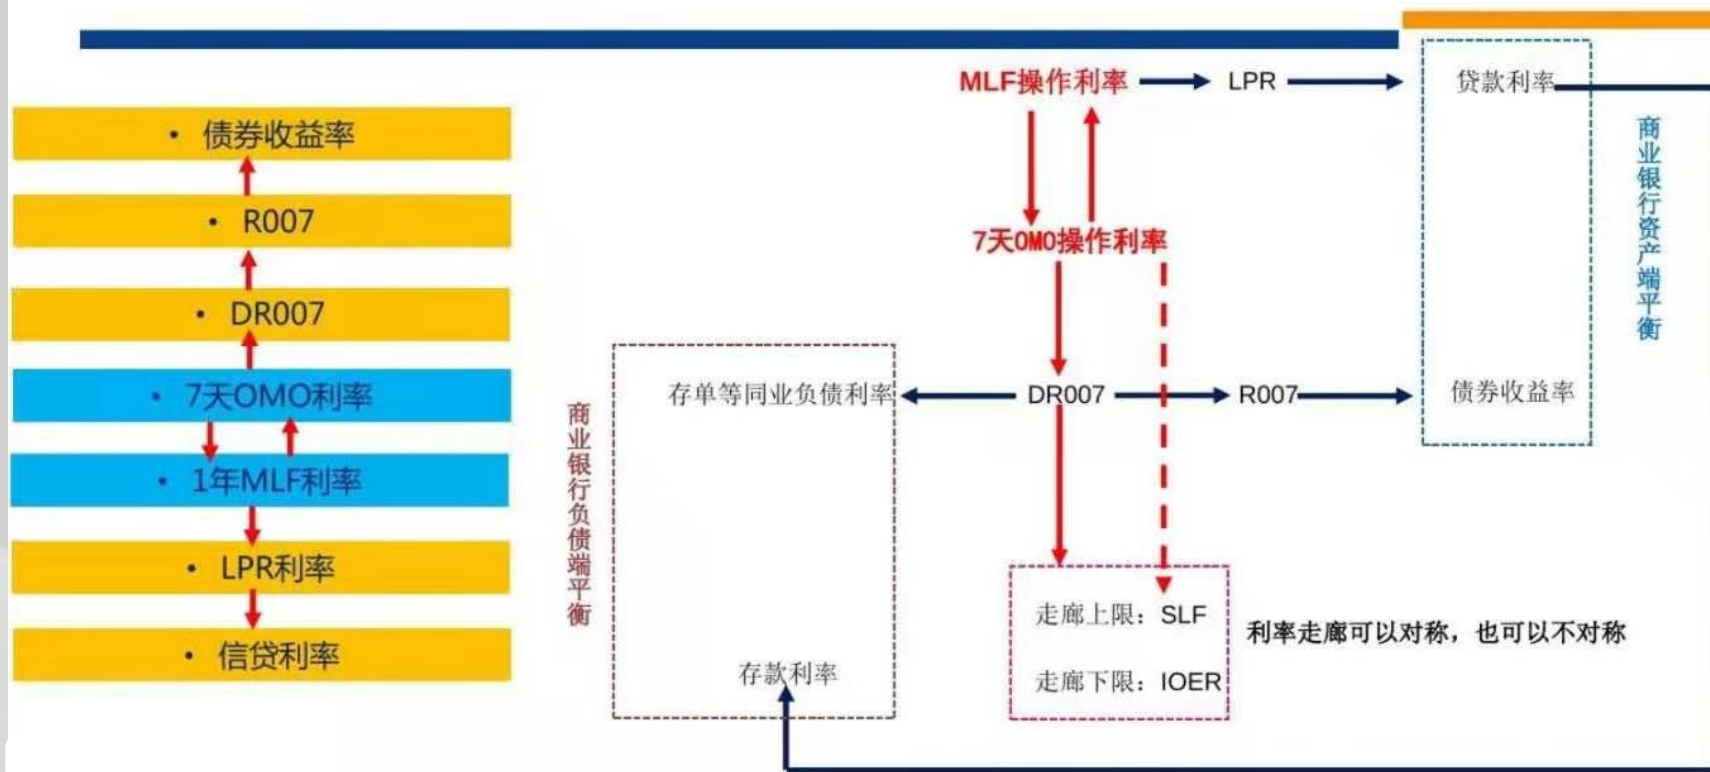 • 债券收益率
• R007
• DR007
• 7天OMO利率
• 1年MLF利率
• LPR利率
• 信贷利率
MLF操作利率
LPR
贷款利率
7天OMO操作利率
存单等同业负债利率
DR007
R007
债券收益率
商业银行资产端平衡
商业银行负债端平衡
存款利率
走廊上限：SLF
走廊下限：IOER
利率走廊可以对称，也可以不对称